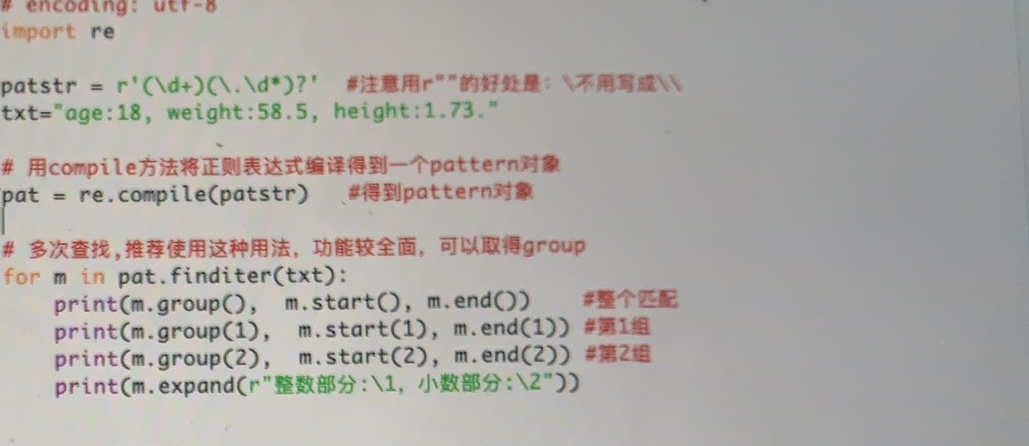 # encoding: utf-8
import re
patstr = r'(\d+)(\.\d*)?'  #注意用r""的好处是：\不用写成\\
txt="age:18, weight:58.5, height:1.73."
# 用compile方法将正则表达式编译得到一个pattern对象
pat = re.compile(patstr)   #得到pattern对象
# 多次查找,推荐使用这种用法，功能较全面，可以取得group
for m in pat.finditer(txt):
    print(m.group(),  m.start(), m.end())    #整个匹配
    print(m.group(1),  m.start(1), m.end(1)) #第1组
    print(m.group(2),  m.start(2), m.end(2)) #第2组
    print(m.expand(r"整数部分:\1, 小数部分:\2"))